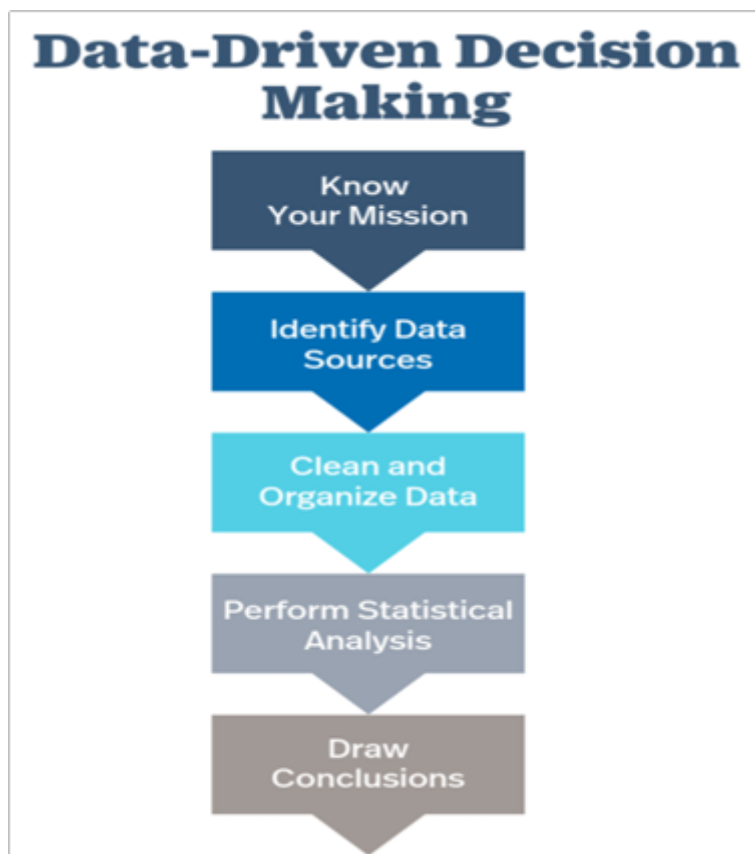 Data-Driven Decision
Making
Know
Your Mission
Identify Data
Sources
Clean and
Organize Data
Perform Statistical
Analysis
Draw
Conclusions